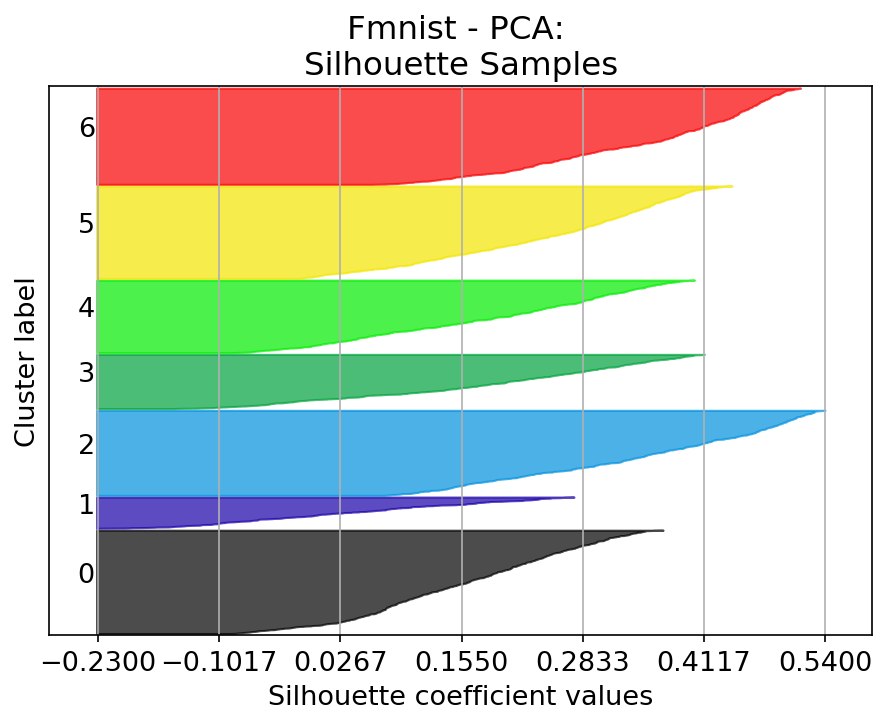 Fmnist - PCA:
Silhouette Samples
6
5
4
3
2
1
0
Cluster label
−0.2300 −0.1017 0.0267 0.1550 0.2833 0.4117 0.5400
Silhouette coefficient values